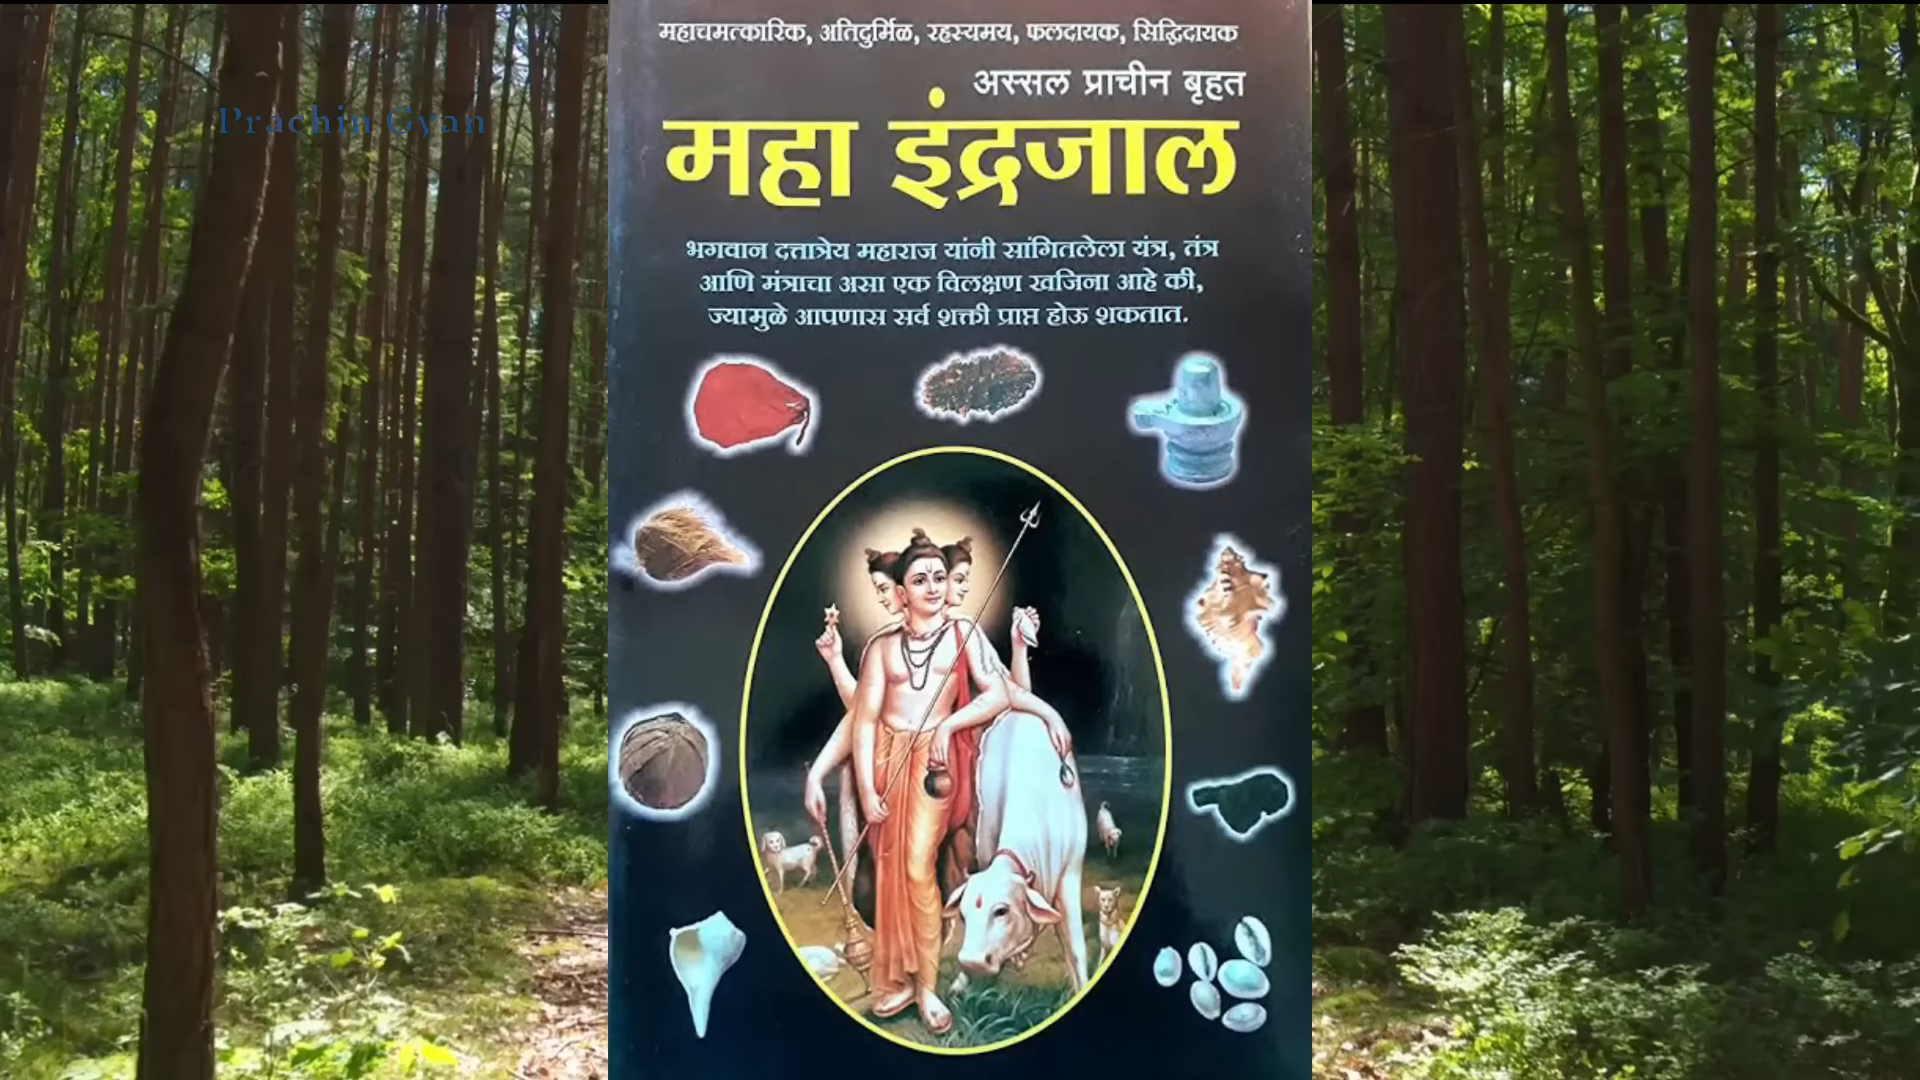 महाचमत्कारिक, अतिदुर्मिळ, रहस्यमय, फलदायक, सिद्धिदायक
अस्सल प्राचीन बृहत
महा इंद्रजाल
Prachin Gyan
भगवान दत्तात्रेय महाराज यांनी सांगितलेला यंत्र, तंत्र
आणि मंत्राचा असा एक विलक्षण खजिना आहे की,
ज्यामुळे आपणास सर्व शक्ती प्राप्त होऊ शकतात.